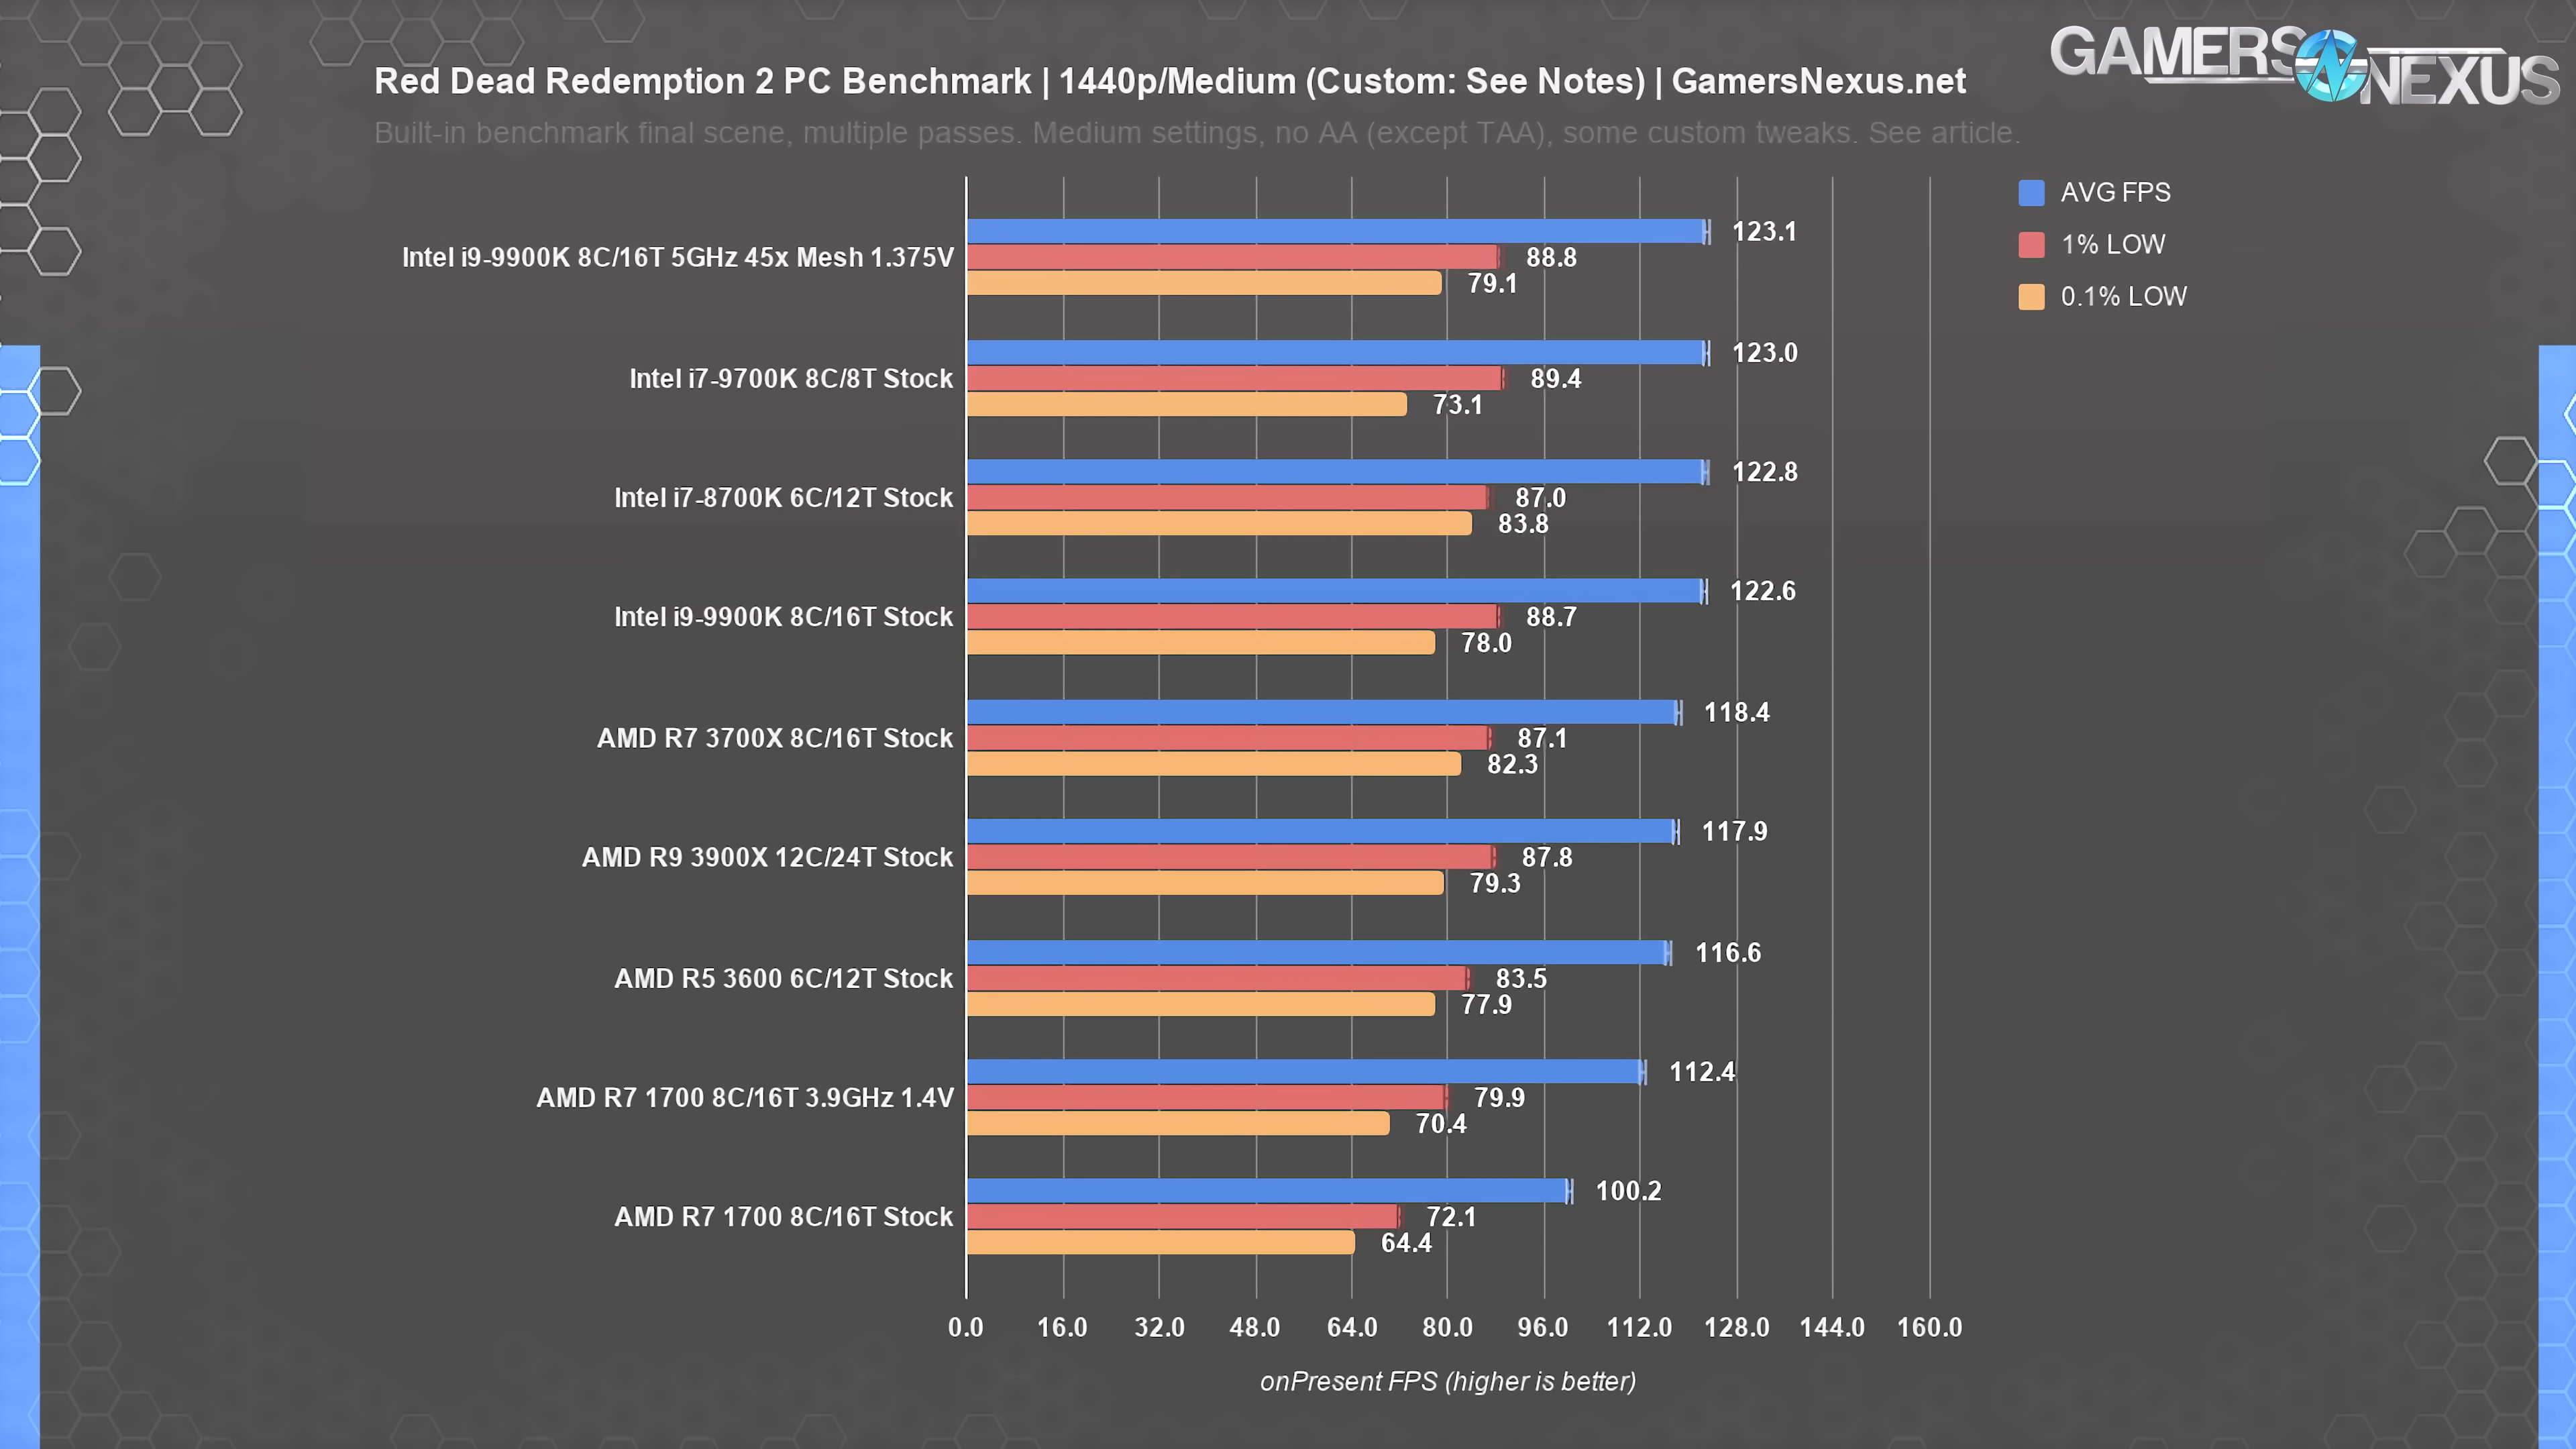 GAMERS NEXUS
Red Dead Redemption 2 PC Benchmark | 1440p/Medium (Custom: See Notes) | GamersNexus.net
Built-in benchmark final scene, multiple passes. Medium settings, no AA (except TAA), some custom tweaks. See article.
AVG FPS
1% LOW
0.1% LOW
Intel i9-9900K 8C/16T 5GHz 45x Mesh 1.375V
123.1
88.8
79.1
Intel i7-9700K 8C/8T Stock
123.0
89.4
73.1
Intel i7-8700K 6C/12T Stock
122.8
87.0
83.8
Intel i9-9900K 8C/16T Stock
122.6
88.7
78.0
AMD R7 3700X 8C/16T Stock
118.4
87.1
82.3
AMD R9 3900X 12C/24T Stock
117.9
87.8
79.3
AMD R5 3600 6C/12T Stock
116.6
83.5
77.9
AMD R7 1700 8C/16T 3.9GHz 1.4V
112.4
79.9
70.4
AMD R7 1700 8C/16T Stock
100.2
72.1
64.4
0.0 16.0 32.0 48.0 64.0 80.0 96.0 112.0 128.0 144.0 160.0
onPresent FPS (higher is better)